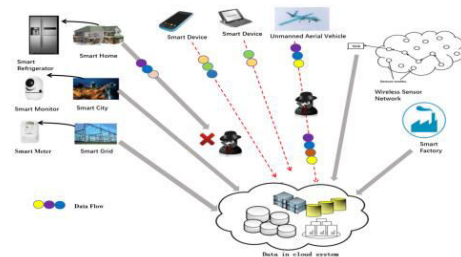 Smart Refrigerator
Smart Home
Smart Device
Smart Device
Unmanned Aerial Vehicle
Smart Monitor
Smart City
Wireless Sensor
Network
Smart Meter
Smart Grid
Smart
Factory
Data Flow
Data in cloud system